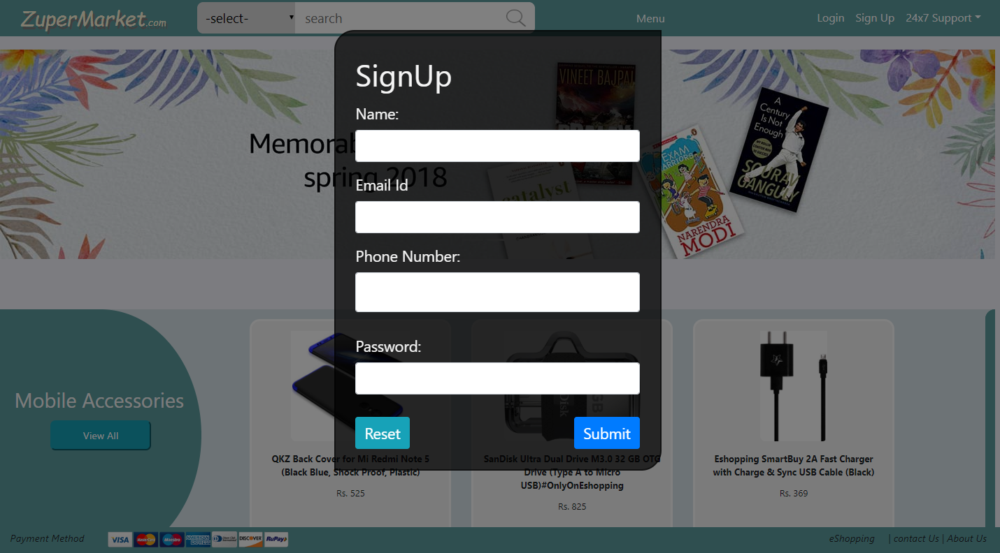 ZuperMarket.com
-select-
search
Menu
Login
Sign Up
24x7 Support
SignUp
Name:
Email Id
Phone Number:
Password:
Reset
Submit
spring 2018
VINEET BAJPAI
catalyst
EXAM
WARRIORS
NARENDRA
MODI
A
Century
Is Not
Enough
SOURAV
GANGULY
Mobile Accessories
View All
QKZ Back Cover for Mi Redmi Note 5
(Black Blue, Shock Proof, Plastic)
Rs. 525
SanDisk Ultra Dual Drive M3.0 32 GB OTG
Drive (Type A to Micro
USB)#OnlyOnEshopping
Rs. 825
Eshopping SmartBuy 2A Fast Charger
with Charge & Sync USB Cable (Black)
Rs. 369
Payment Method
VISA
MasterCard
Maestro
AMERICAN
EXPRESS
DISCOVER
RuPay
eShopping
| contact Us | About Us